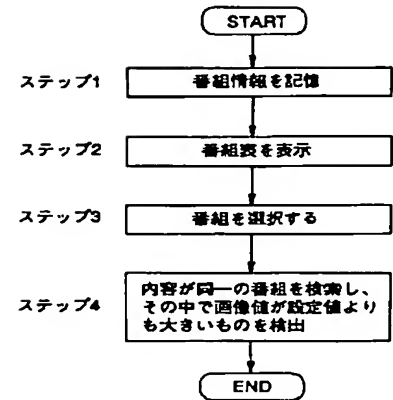 START
ステップ1
番組情報を記憶
ステップ2
番組表を表示
ステップ3
番組を選択する
ステップ4
内容が同一の番組を検索し、
その中で画像値が設定値より
も大きいものを検出
END